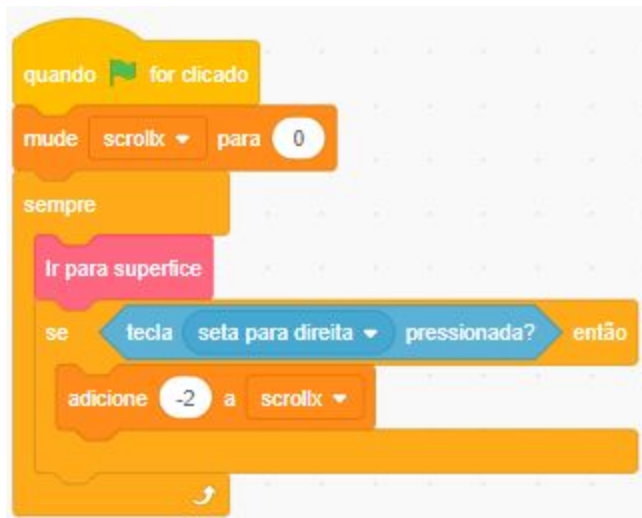 quando for clicado
mude scrollx para 0
sempre
Ir para superfice
se tecla seta para direita pressionada? então
adicione -2 a scrollx